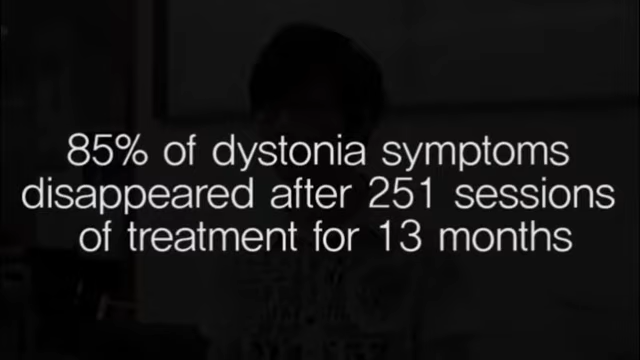 85% of dystonia symptoms
disappeared after 251 sessions
of treatment for 13 months